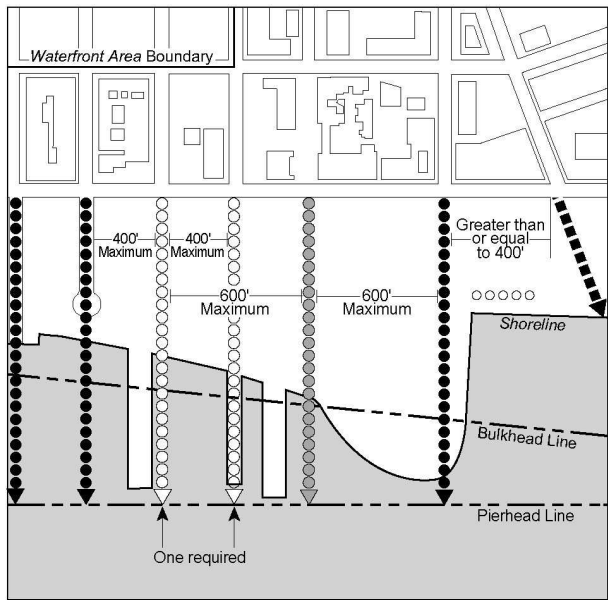 Waterfront Area Boundary
400'
Maximum
400'
Maximum
Greater than
or equal
to 400'
600'
Maximum
600'
Maximum
Shoreline
Bulkhead Line
Pierhead Line
One required